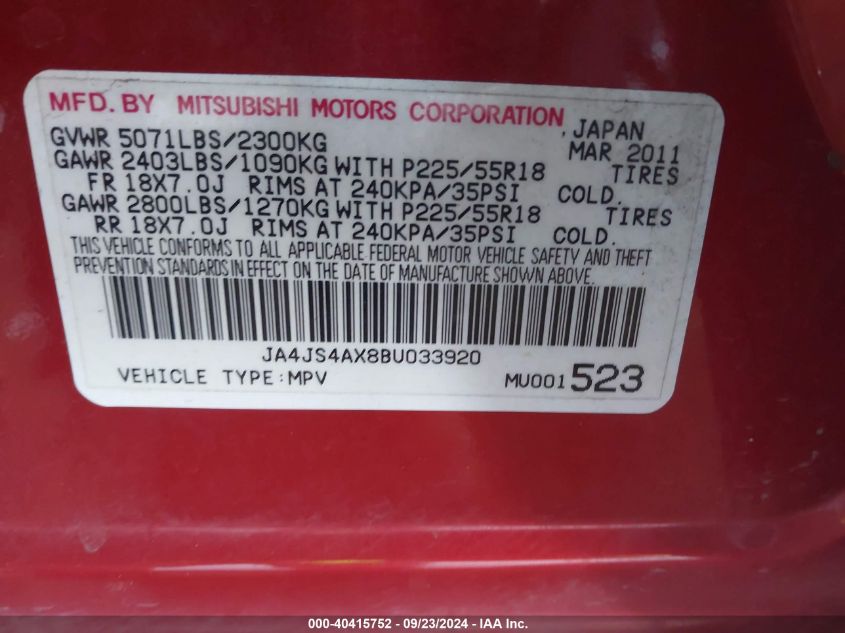 MFD. BY MITSUBISHI MOTORS CORPORATION , JAPAN
GVWR 5071LBS/2300KG MAR 2011
GAWR 2403LBS/1090KG WITH P225/55R18 TIRES
FR 18X7.0J RIMS AT 240KPA/35PSI COLD.
GAWR 2800LBS/1270KG WITH P225/55R18 TIRES
RR 18X7.0J RIMS AT 240KPA/35PSI COLD.
THIS VEHICLE CONFORMS TO ALL APPLICABLE FEDERAL MOTOR VEHICLE SAFETY AND THEFT
PREVENTION STANDARDS IN EFFECT ON THE DATE OF MANUFACTURE SHOWN ABOVE.
JA4JS4AX8BU033920
VEHICLE TYPE:MPV MU001523
000-40415752 - 09/23/2024 - IAA Inc.